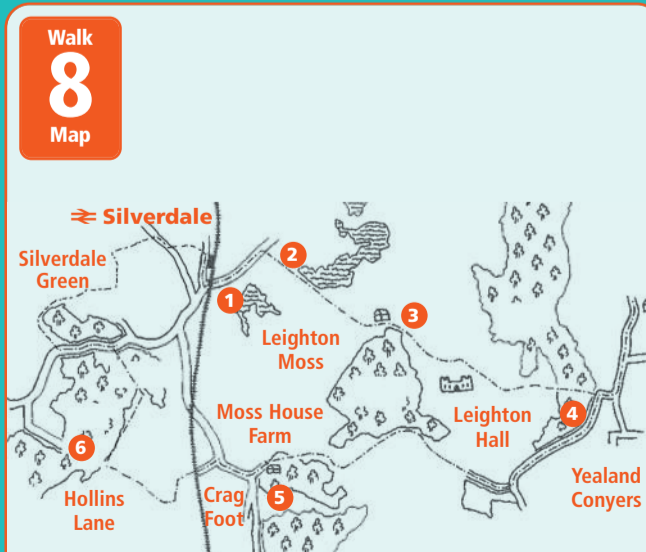 Walk
8
Map
Silverdale
Silverdale
Green
2
1
3
Leighton
Moss
Moss House
Farm
Leighton
Hall
4
6
Hollins
Lane
Crag
Foot
5
Yealand
Conyers